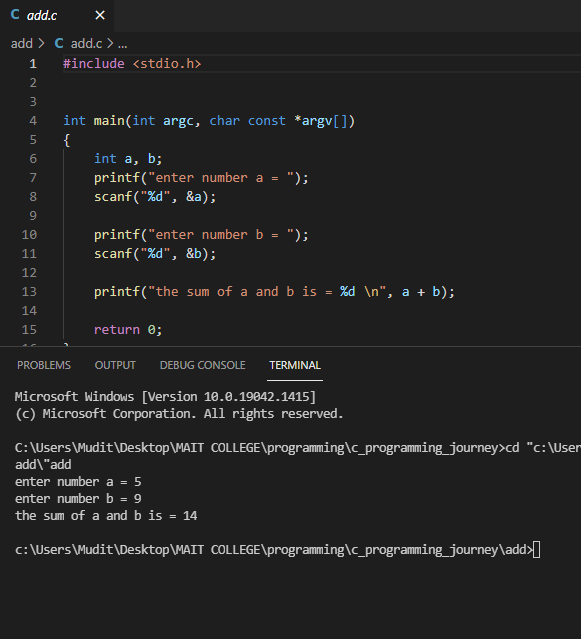 C add.c ×
add > C add.c > ...
1 #include <stdio.h>
2
3
4 int main(int argc, char const *argv[])
5 {
6 int a, b;
7 printf("enter number a = ");
8 scanf("%d", &a);
9
10 printf("enter number b = ");
11 scanf("%d", &b);
12
13 printf("the sum of a and b is = %d \n", a + b);
14
15 return 0;
PROBLEMS OUTPUT DEBUG CONSOLE TERMINAL
Microsoft Windows [Version 10.0.19042.1415]
(c) Microsoft Corporation. All rights reserved.
C:\Users\Mudit\Desktop\MAIT COLLEGE\programming\c_programming_journey>cd "c:\User
add\"add
enter number a = 5
enter number b = 9
the sum of a and b is = 14
c:\Users\Mudit\Desktop\MAIT COLLEGE\programming\c_programming_journey\add>